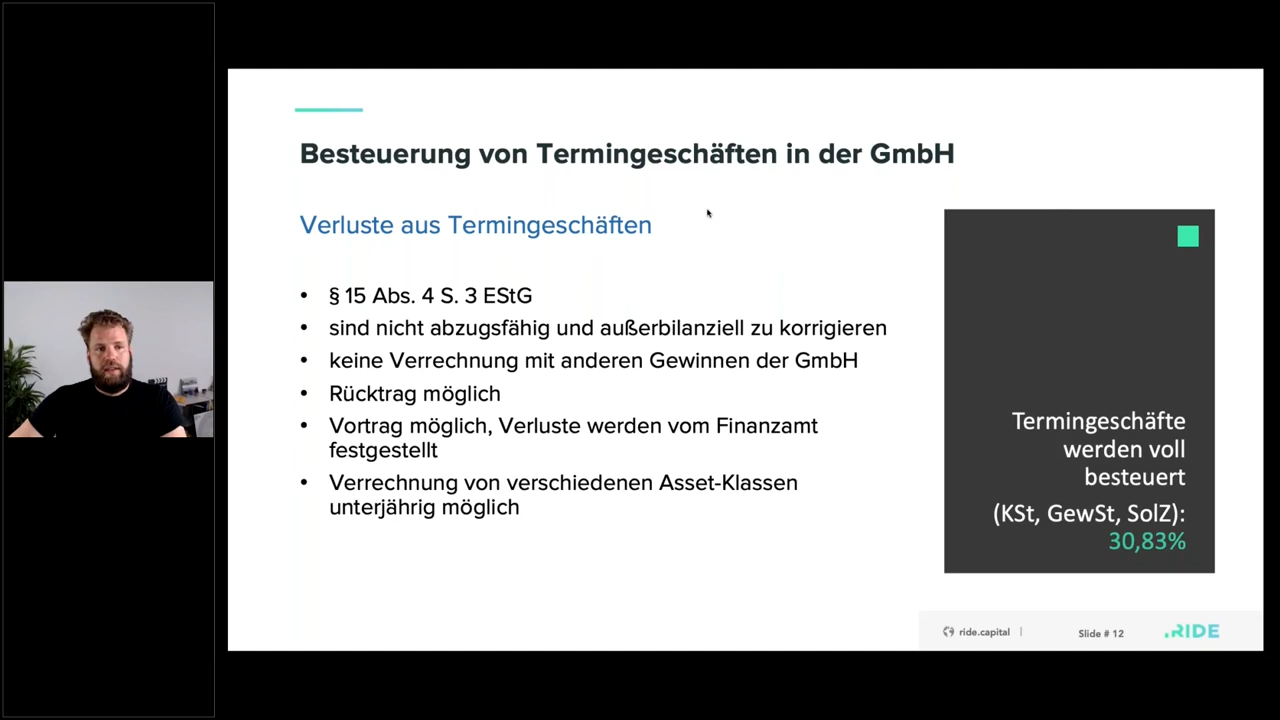 Besteuerung von Termingeschäften in der GmbH
Verluste aus Termingeschäften
• § 15 Abs. 4 S. 3 EStG
• sind nicht abzugsfähig und außerbilanziell zu korrigieren
• keine Verrechnung mit anderen Gewinnen der GmbH
• Rücktrag möglich
• Vortrag möglich, Verluste werden vom Finanzamt
festgestellt
• Verrechnung von verschiedenen Asset-Klassen
unterjährig möglich
Termingeschäfte
werden voll
besteuert
(KSt, GewSt, SolZ):
30,83%
ride.capital |
Slide # 12
.RIDE